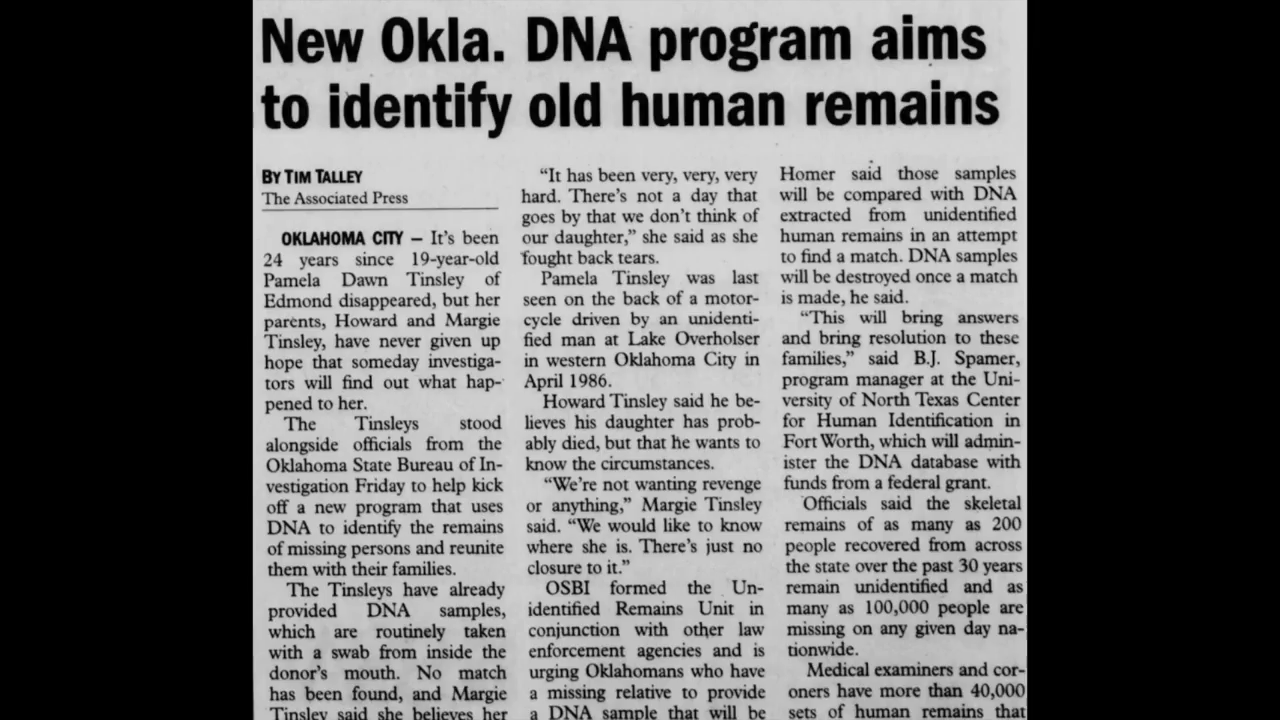 New Okla. DNA program aims
to identify old human remains
BY TIM TALLEY
The Associated Press
OKLAHOMA CITY – It's been
24 years since 19-year-old
Pamela Dawn Tinsley of
Edmond disappeared, but her
parents, Howard and Margie
Tinsley, have never given up
hope that someday investiga-
tors will find out what hap-
pened to her.
The Tinsleys stood
alongside officials from the
Oklahoma State Bureau of In-
vestigation Friday to help kick
off a new program that uses
DNA to identify the remains
of missing persons and reunite
them with their families.
The Tinsleys have already
provided DNA samples,
which are routinely taken
with a swab from inside the
donor's mouth. No match
has been found, and Margie
Tinsley said she believes her
"It has been very, very, very
hard. There's not a day that
goes by that we don't think of
our daughter," she said as she
fought back tears.
Pamela Tinsley was last
seen on the back of a motor-
cycle driven by an unidenti-
fied man at Lake Overholser
in western Oklahoma City in
April 1986.
Howard Tinsley said he be-
lieves his daughter has prob-
ably died, but that he wants to
know the circumstances.
"We're not wanting revenge
or anything," Margie Tinsley
said. "We would like to know
where she is. There's just no
closure to it."
OSBI formed the Un-
identified Remains Unit in
conjunction with other law
enforcement agencies and is
urging Oklahomans who have
a missing relative to provide
a DNA sample that will be
Homer said those samples
will be compared with DNA
extracted from unidentified
human remains in an attempt
to find a match. DNA samples
will be destroyed once a match
is made, he said.
"This will bring answers
and bring resolution to these
families," said B.J. Spamer,
program manager at the Uni-
versity of North Texas Center
for Human Identification in
Fort Worth, which will admin-
ister the DNA database with
funds from a federal grant.
Officials said the skeletal
remains of as many as 200
people recovered from across
the state over the past 30 years
remain unidentified and as
many as 100,000 people are
missing on any given day na-
tionwide.
Medical examiners and cor-
oners have more than 40,000
sets of human remains that